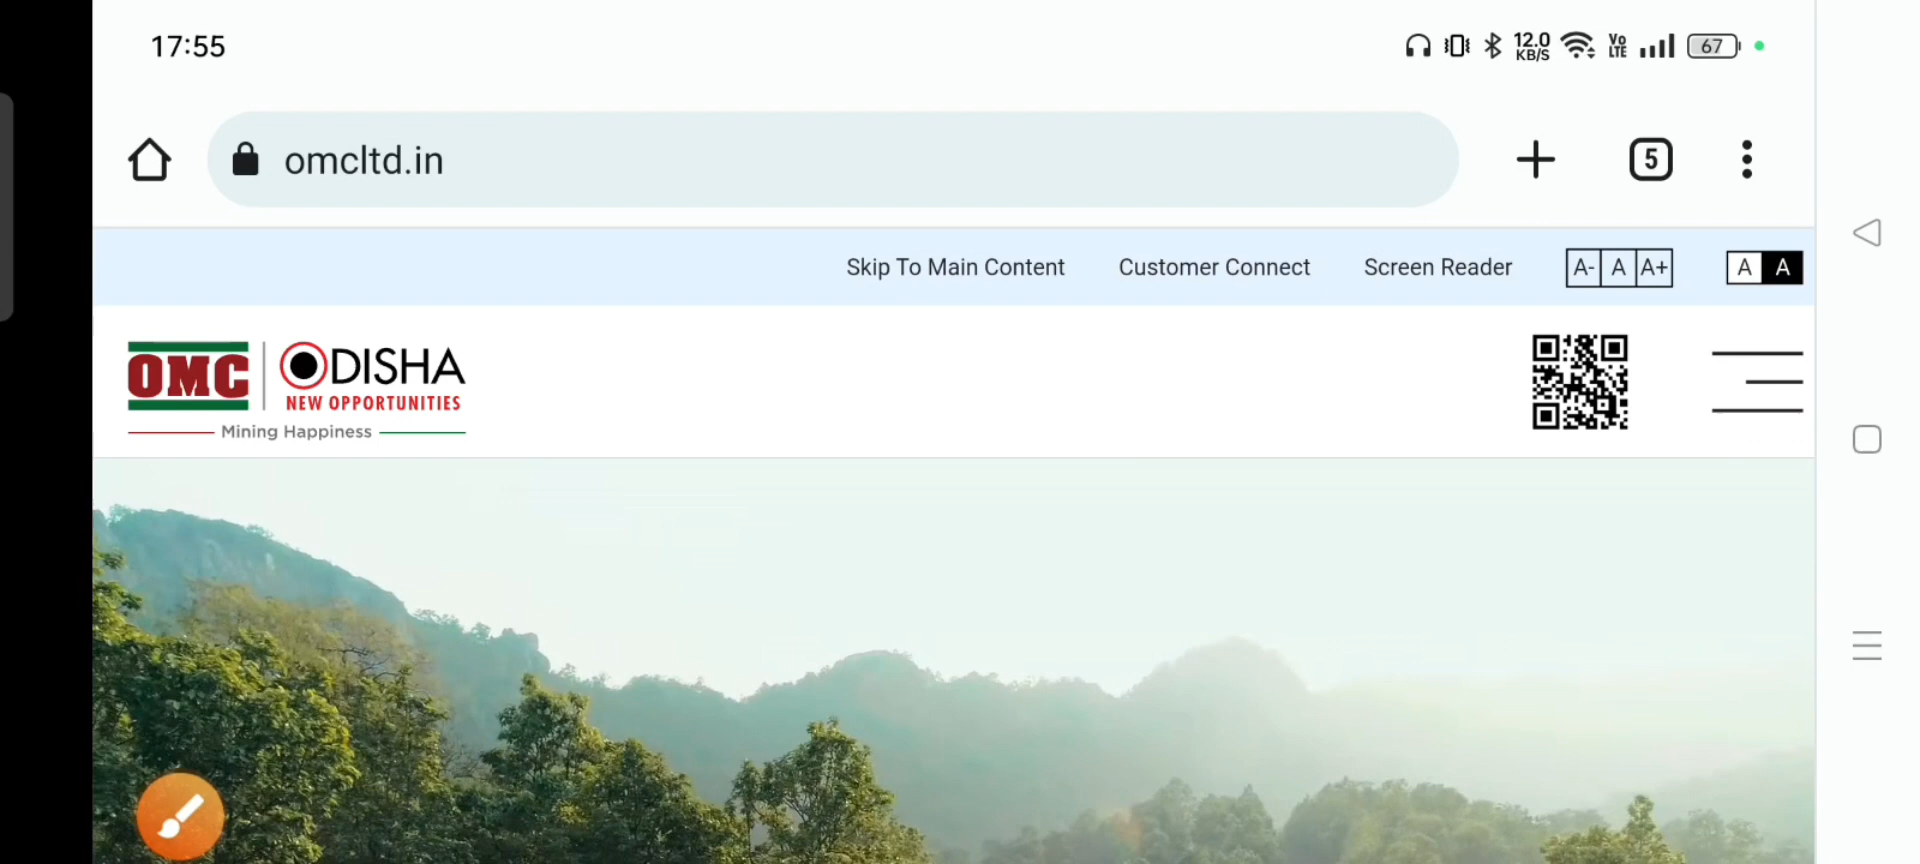 17:55
12.0
KB/S
Vo
LTE
67
omcltd.in
5
Skip To Main Content
Customer Connect
Screen Reader
A- A A+
A A
OMC
ODISHA
NEW OPPORTUNITIES
Mining Happiness